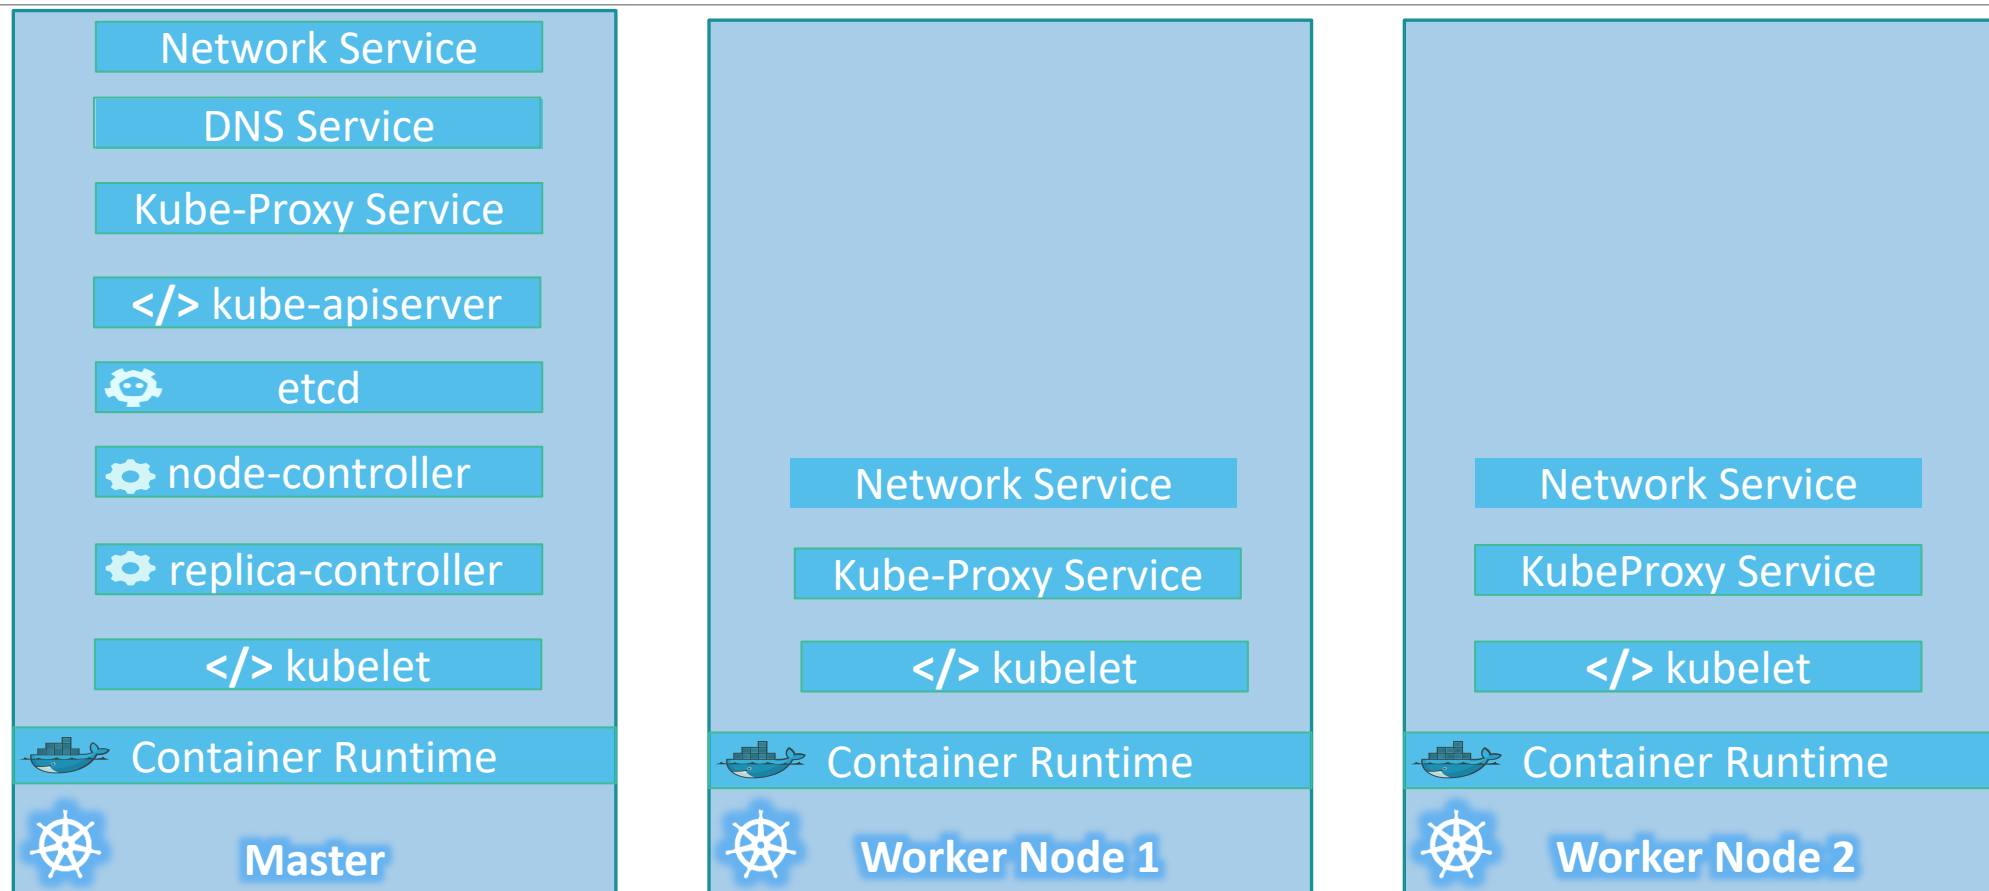 Network Service
DNS Service
Kube-Proxy Service
</> kube-apiserver
etcd
node-controller
replica-controller
</> kubelet
Container Runtime
Master
Network Service
Kube-Proxy Service
</> kubelet
Container Runtime
Worker Node 1
Network Service
KubeProxy Service
</> kubelet
Container Runtime
Worker Node 2